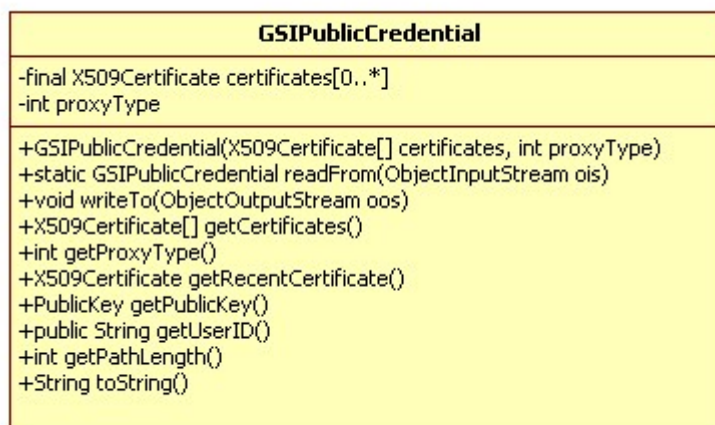 GSIPublicCredential
-final X509Certificate certificates[0..*]
-int proxyType
+GSIPublicCredential(X509Certificate[] certificates, int proxyType)
+static GSIPublicCredential readFrom(ObjectInputStream ois)
+void writeTo(ObjectOutputStream oos)
+X509Certificate[] getCertificates()
+int getProxyType()
+X509Certificate getRecentCertificate()
+PublicKey getPublicKey()
+public String getUserID()
+int getPathLength()
+String toString()